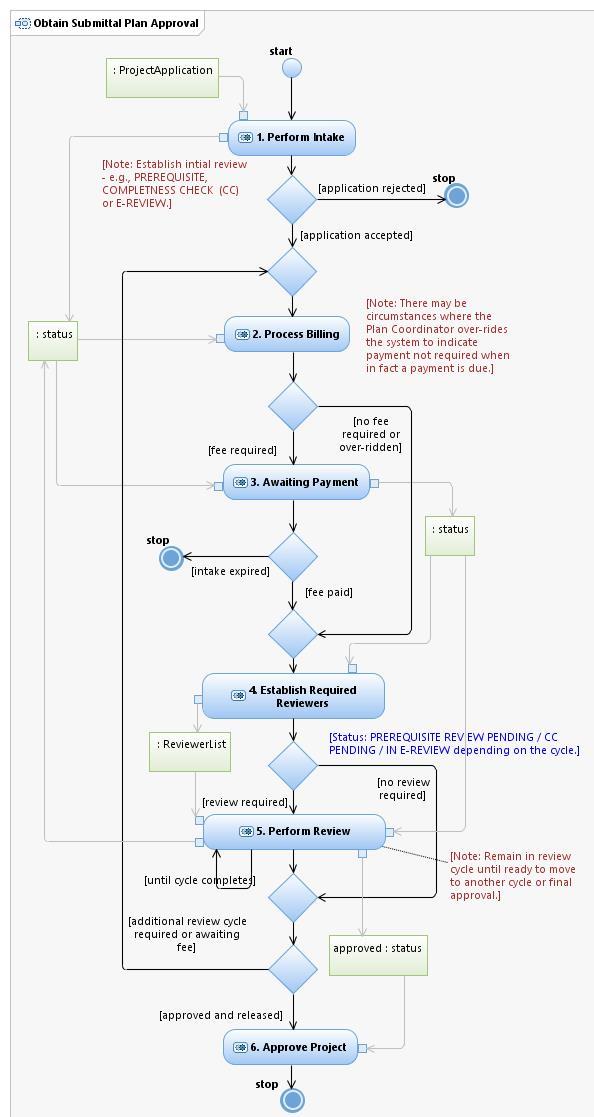 Obtain Submittal Plan Approval
start
: ProjectApplication
1. Perform Intake
[Note: Establish intial review
- e.g., PREREQUISITE,
COMPLETNESS CHECK (CC)
or E-REVIEW.]
stop
[application rejected]
[application accepted]
[Note: There may be
circumstances where the
Plan Coordinator over-rides
the system to indicate
payment not required when
in fact a payment is due.]
: status
2. Process Billing
[no fee
required or
over-ridden]
[fee required]
3. Awaiting Payment
: status
stop
[intake expired]
[fee paid]
4. Establish Required
Reviewers
[Status: PREREQUISITE REV EW PENDING / CC
PENDING / IN E-REVIEW depending on the cycle.]
: ReviewerList
[no review
required]
[review required]
5. Perform Review
[Note: Remain in review
cycle until ready to move
to another cycle or final
approval.]
[until cycle completes]
[additional review cycle
required or awaiting
fee]
approved : status
[approved and released]
6. Approve Project
stop